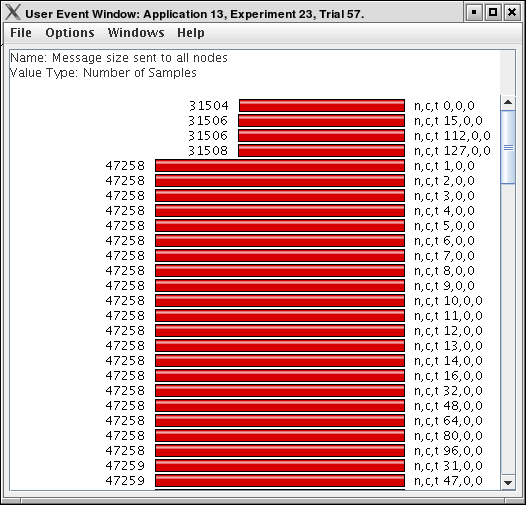 User Event Window: Application 13, Experiment 23, Trial 57.
File Options Windows Help
Name: Message size sent to all nodes
Value Type: Number of Samples
31504 n,c,t 0,0,0
31506 n,c,t 15,0,0
31506 n,c,t 112,0,0
31508 n,c,t 127,0,0
47258 n,c,t 1,0,0
47258 n,c,t 2,0,0
47258 n,c,t 3,0,0
47258 n,c,t 4,0,0
47258 n,c,t 5,0,0
47258 n,c,t 6,0,0
47258 n,c,t 7,0,0
47258 n,c,t 8,0,0
47258 n,c,t 9,0,0
47258 n,c,t 10,0,0
47258 n,c,t 11,0,0
47258 n,c,t 12,0,0
47258 n,c,t 13,0,0
47258 n,c,t 14,0,0
47258 n,c,t 16,0,0
47258 n,c,t 32,0,0
47258 n,c,t 48,0,0
47258 n,c,t 64,0,0
47258 n,c,t 80,0,0
47258 n,c,t 96,0,0
47259 n,c,t 31,0,0
47259 n,c,t 47,0,0